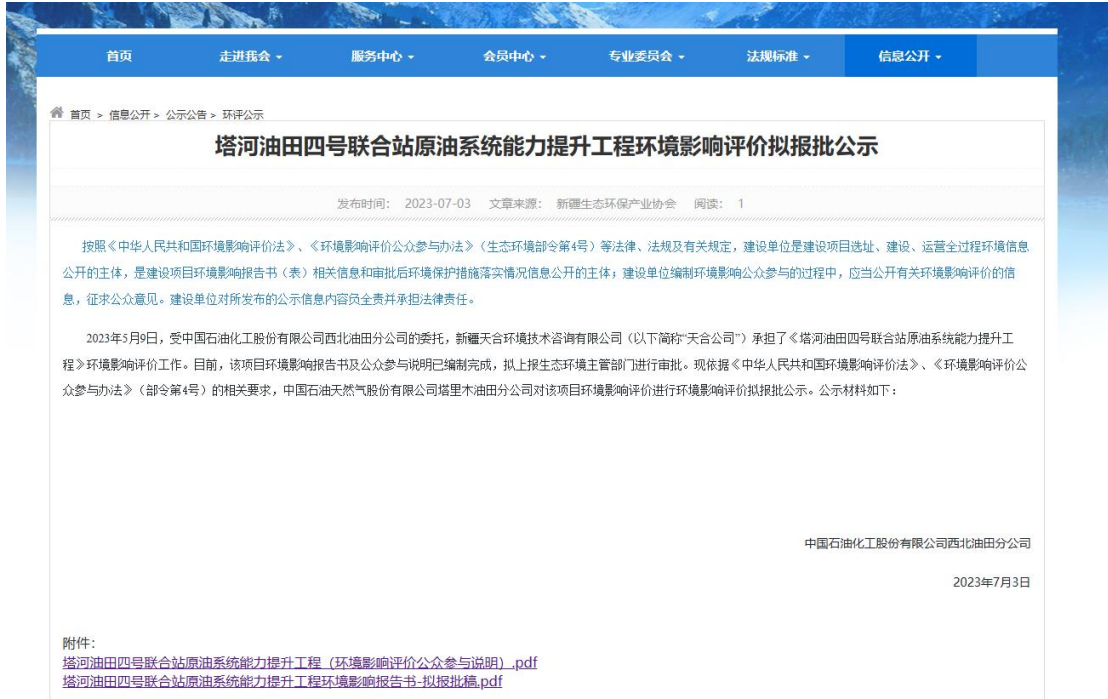 首页 走进我会 服务中心 会员中心 专业委员会 法规标准 信息公开
首页 > 信息公开 > 公示公告 > 环评公示
塔河油田四号联合站原油系统能力提升工程环境影响评价拟报批公示
发布时间： 2023-07-03 文章来源： 新疆生态环保产业协会 阅读： 1
按照《中华人民共和国环境影响评价法》、《环境影响评价公众参与办法》（生态环境部令第4号）等法律、法规及有关规定，建设单位是建设项目选址、建设、运营全过程环境信息
公开的主体，是建设项目环境影响报告书（表）相关信息和审批后环境保护措施落实情况信息公开的主体；建设单位编制环境影响公众参与的过程中，应当公开有关环境影响评价的信
息，征求公众意见。建设单位对所发布的公示信息内容员全责并承担法律责任。
2023年5月9日，受中国石油化工股份有限公司西北油田分公司的委托，新疆天合环境技术咨询有限公司（以下简称“天合公司”）承担了《塔河油田四号联合站原油系统能力提升工
程》环境影响评价工作。目前，该项目环境影响报告书及公众参与说明已编制完成，拟上报生态环境主管部门进行审批。现依据《中华人民共和国环境影响评价法》、《环境影响评价公
众参与办法》（部令第4号）的相关要求，中国石油天然气股份有限公司塔里木油田分公司对该项目环境影响评价进行环境影响评价拟报批公示。公示材料如下：
中国石油化工股份有限公司西北油田分公司
2023年7月3日
附件：
塔河油田四号联合站原油系统能力提升工程（环境影响评价公众参与说明）.pdf
塔河油田四号联合站原油系统能力提升工程环境影响报告书-拟报批稿.pdf